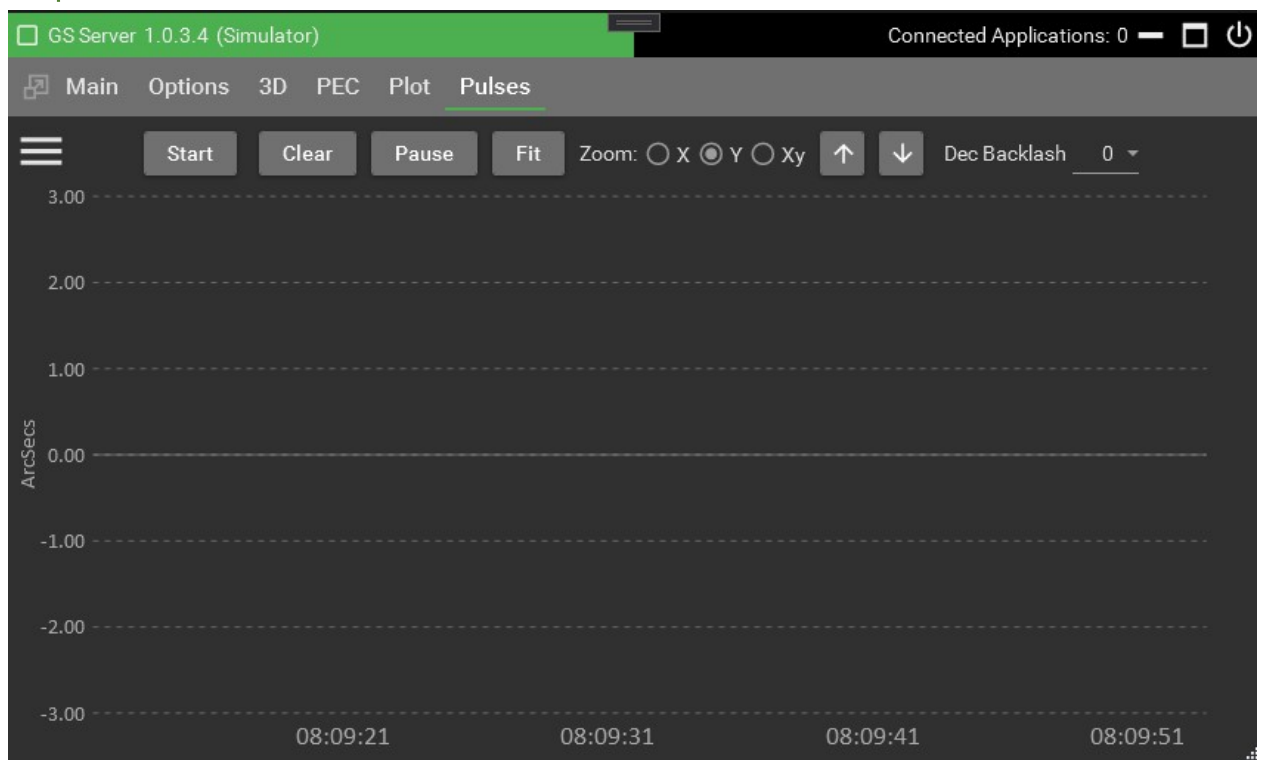 GS Server 1.0.3.4 (Simulator) Connected Applications: 0
Main Options 3D PEC Plot Pulses
Start Clear Pause Fit Zoom: X Y Xy Dec Backlash 0
3.00
2.00
1.00
ArcSecs
0.00
-1.00
-2.00
-3.00
08:09:21 08:09:31 08:09:41 08:09:51